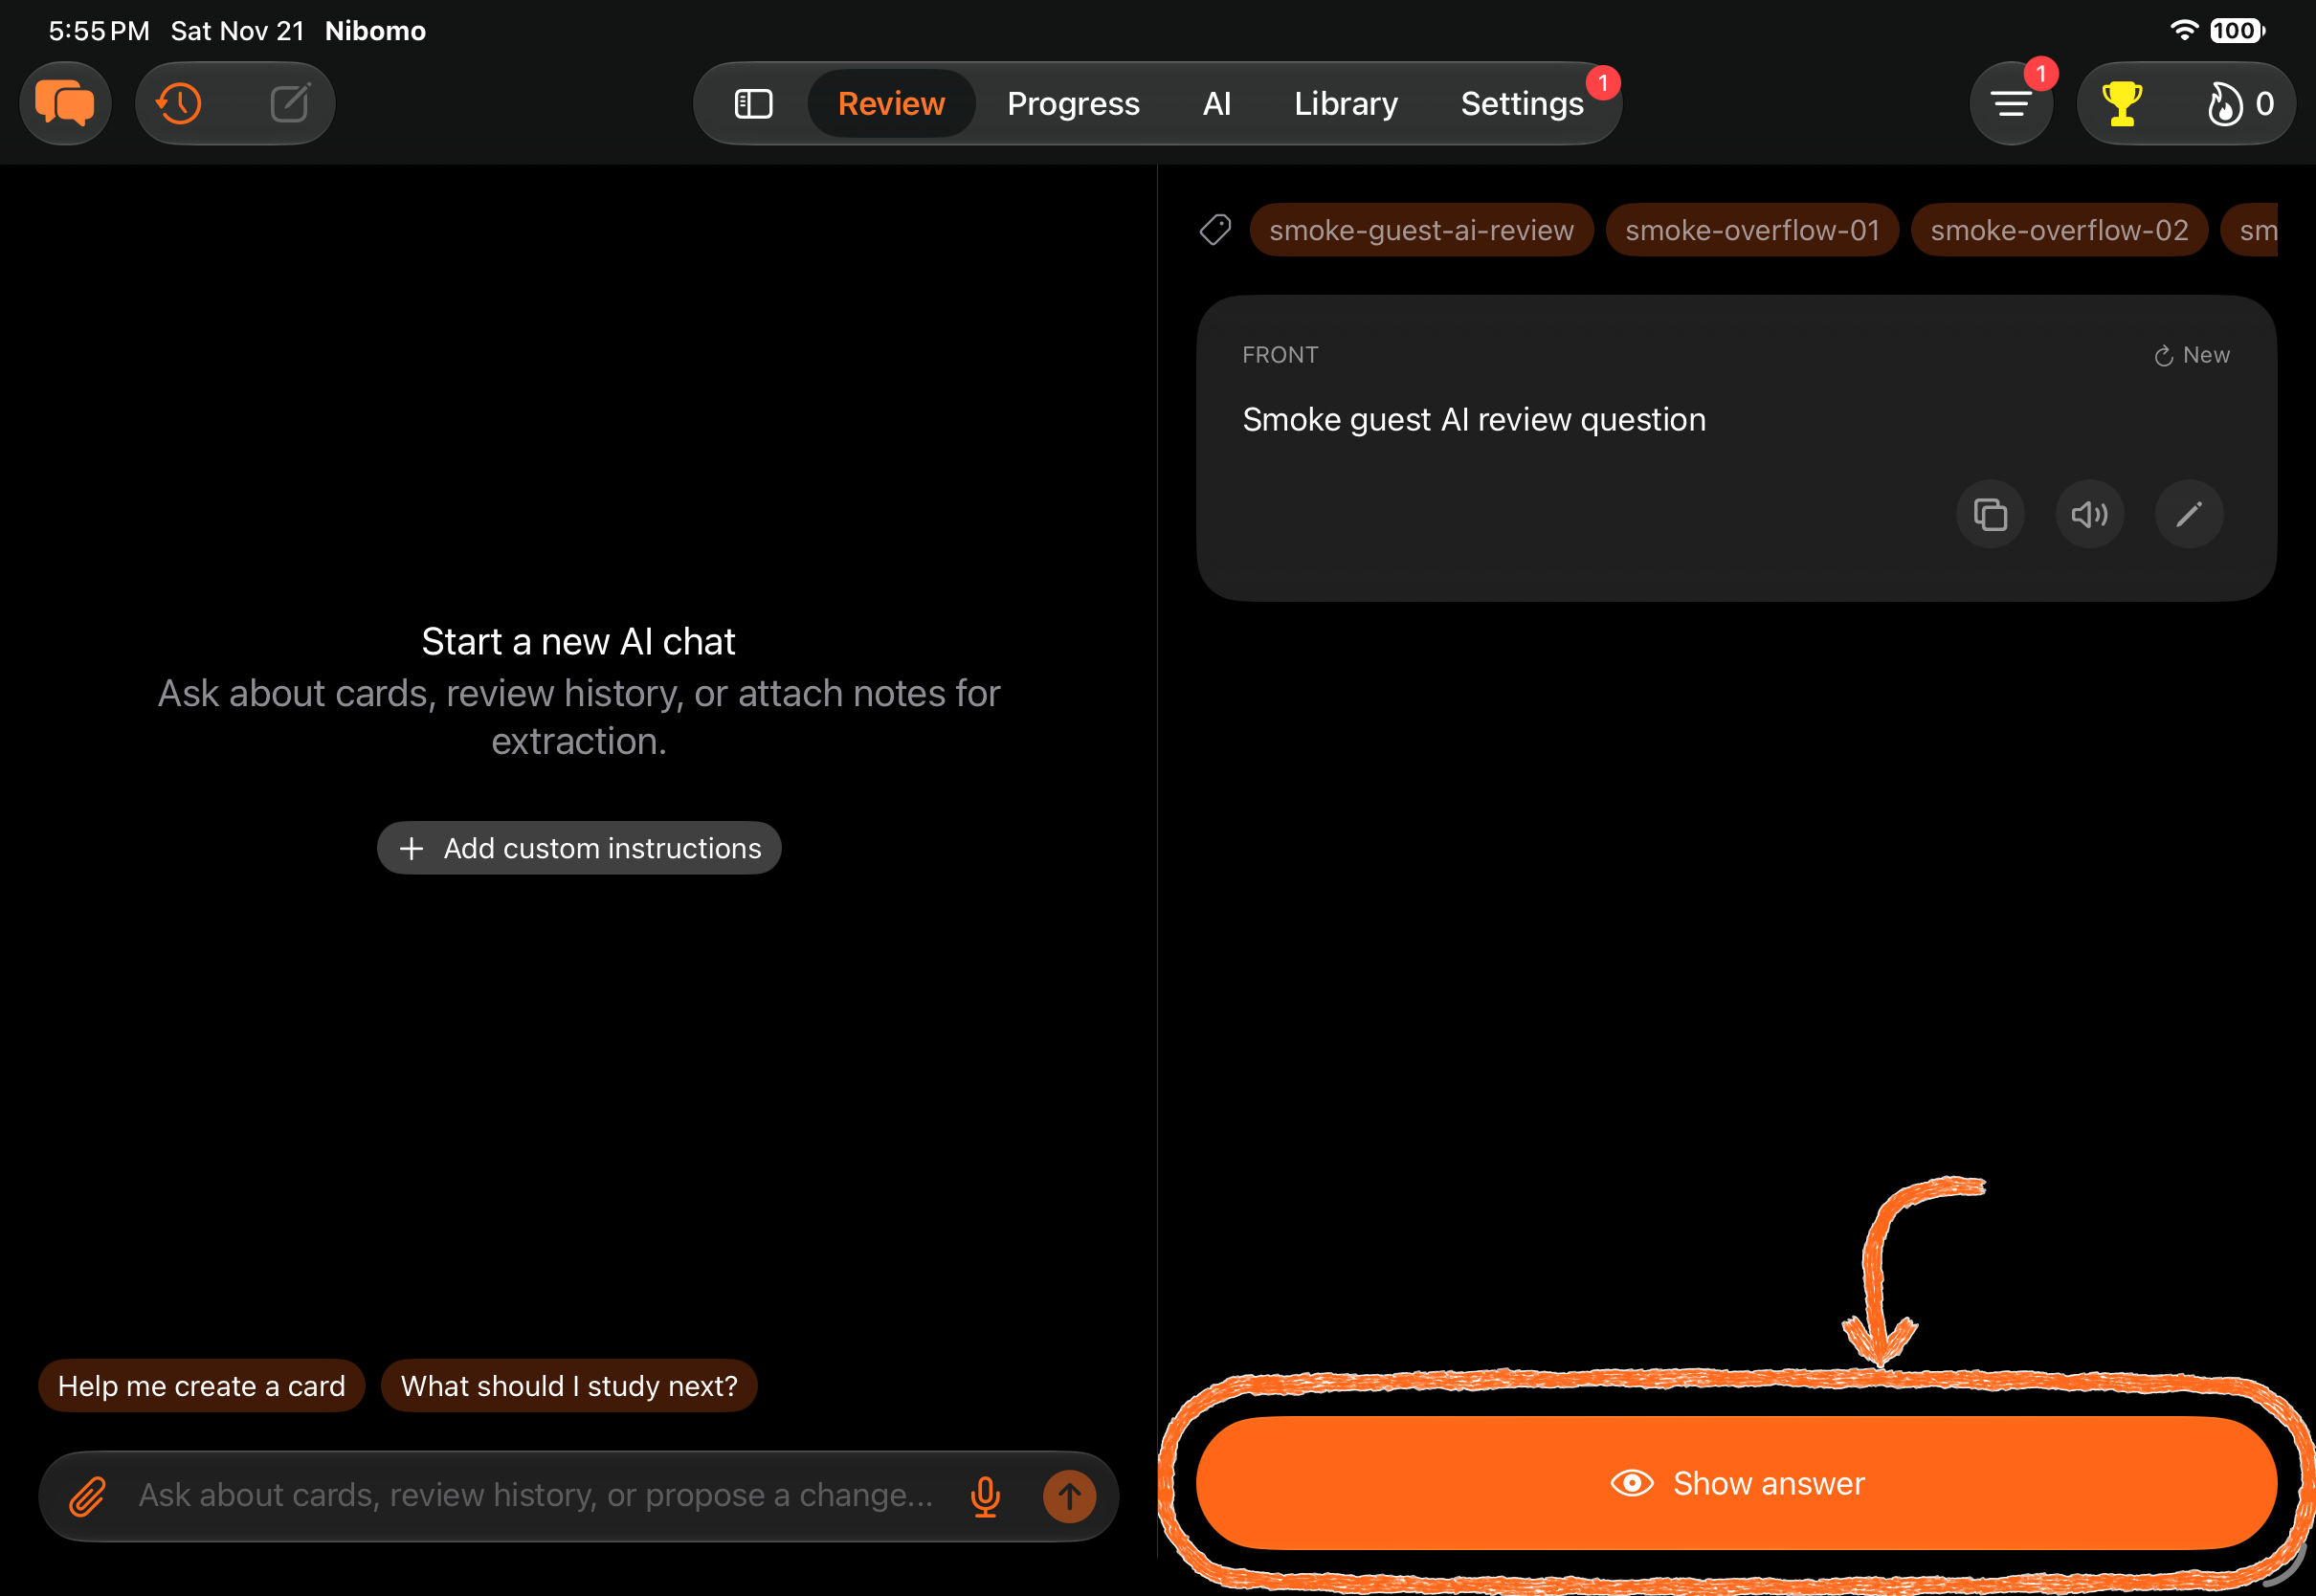 5:55 PM Sat Nov 21 Nibomo
100
Review Progress AI Library Settings 1
1
0
smoke-guest-ai-review smoke-overflow-01 smoke-overflow-02 sm
FRONT
New
Smoke guest AI review question
Start a new AI chat
Ask about cards, review history, or attach notes for
extraction.
Add custom instructions
Help me create a card What should I study next?
Ask about cards, review history, or propose a change...
Show answer